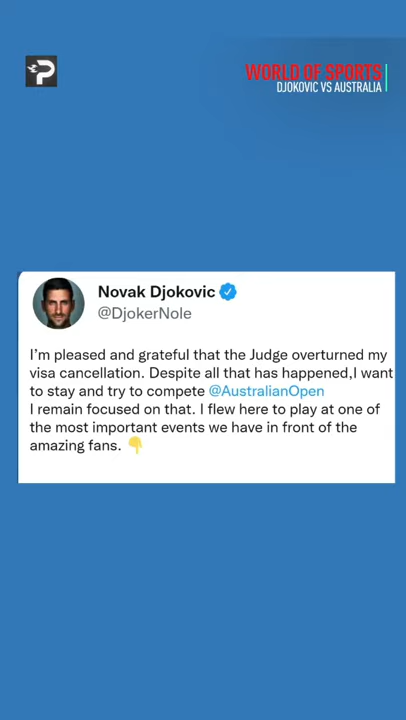 P
WORLD OF SPORTS
DJOKOVIC VS AUSTRALIA
Novak Djokovic
@DjokerNole
I'm pleased and grateful that the Judge overturned my
visa cancellation. Despite all that has happened,I want
to stay and try to compete @AustralianOpen
I remain focused on that. I flew here to play at one of
the most important events we have in front of the
amazing fans. 👇